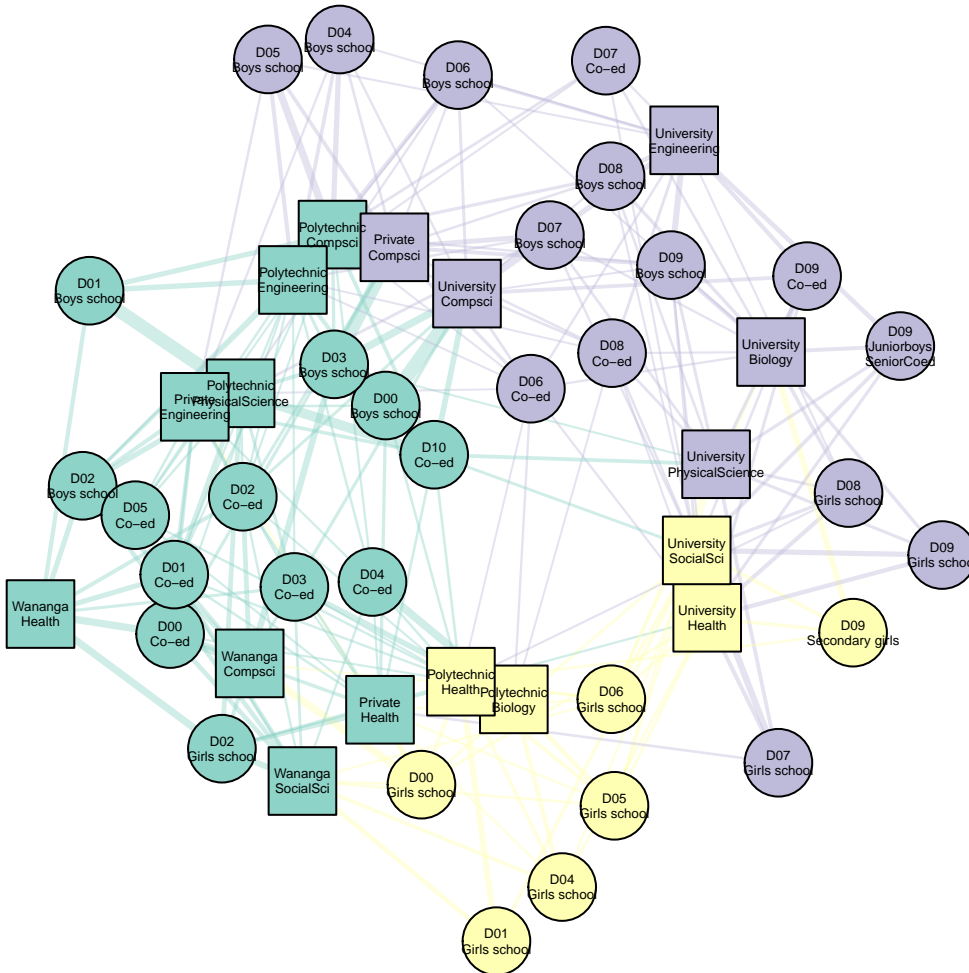 D04
Boys school
D05
Boys school
D06
Boys school
D07
Co−ed
University
Engineering
D08
Boys school
Polytechnic
Compsci
Private
Compsci
D07
Boys school
D09
Boys school
D09
Co−ed
Polytechnic
Engineering
University
Compsci
D01
Boys school
University
Biology
D09
Juniorboys
SeniorCoed
D03
Boys school
D08
Co−ed
D06
Co−ed
Polytechnic
PhysicalScience
Private
Engineering
D00
Boys school
D10
Co−ed
University
PhysicalScience
D02
Boys school
D05
Co−ed
D02
Co−ed
D08
Girls school
University
SocialSci
D09
Girls school
D01
Co−ed
D03
Co−ed
D04
Co−ed
Wananga
Health
University
Health
D00
Co−ed
D09
Secondary girls
Wananga
Compsci
Polytechnic
Health
Polytechnic
Biology
Private
Health
D06
Girls school
D02
Girls school
D07
Girls school
Wananga
SocialSci
D00
Girls school
D05
Girls school
D04
Girls school
D01
Girls school